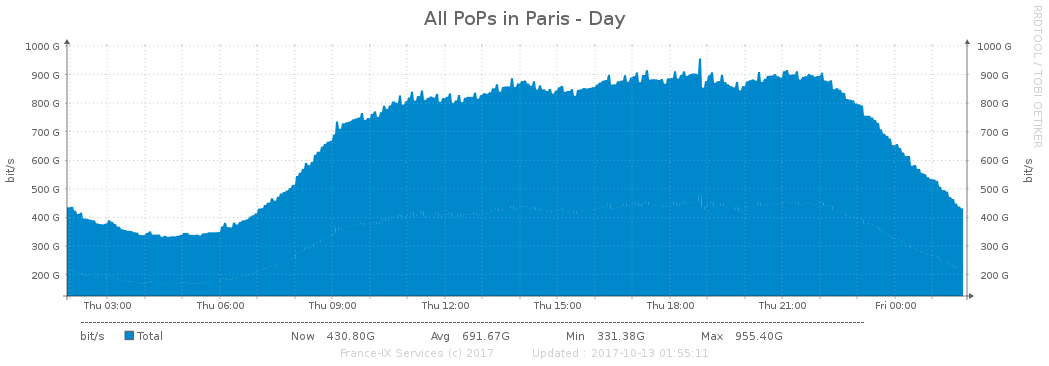 All PoPs in Paris - Day
RRDTOOL / TOBI OETIKER
1000 G 1000 G
900 G 900 G
800 G 800 G
700 G 700 G
600 G 600 G
500 G 500 G
400 G 400 G
300 G 300 G
200 G 200 G
bit/s bit/s
Thu 03:00 Thu 06:00 Thu 09:00 Thu 12:00 Thu 15:00 Thu 18:00 Thu 21:00 Fri 00:00
bit/s Total Now 430.80G Avg 691.67G Min 331.38G Max 955.40G
France-IX Services (c) 2017 Updated : 2017-10-13 01:55:11